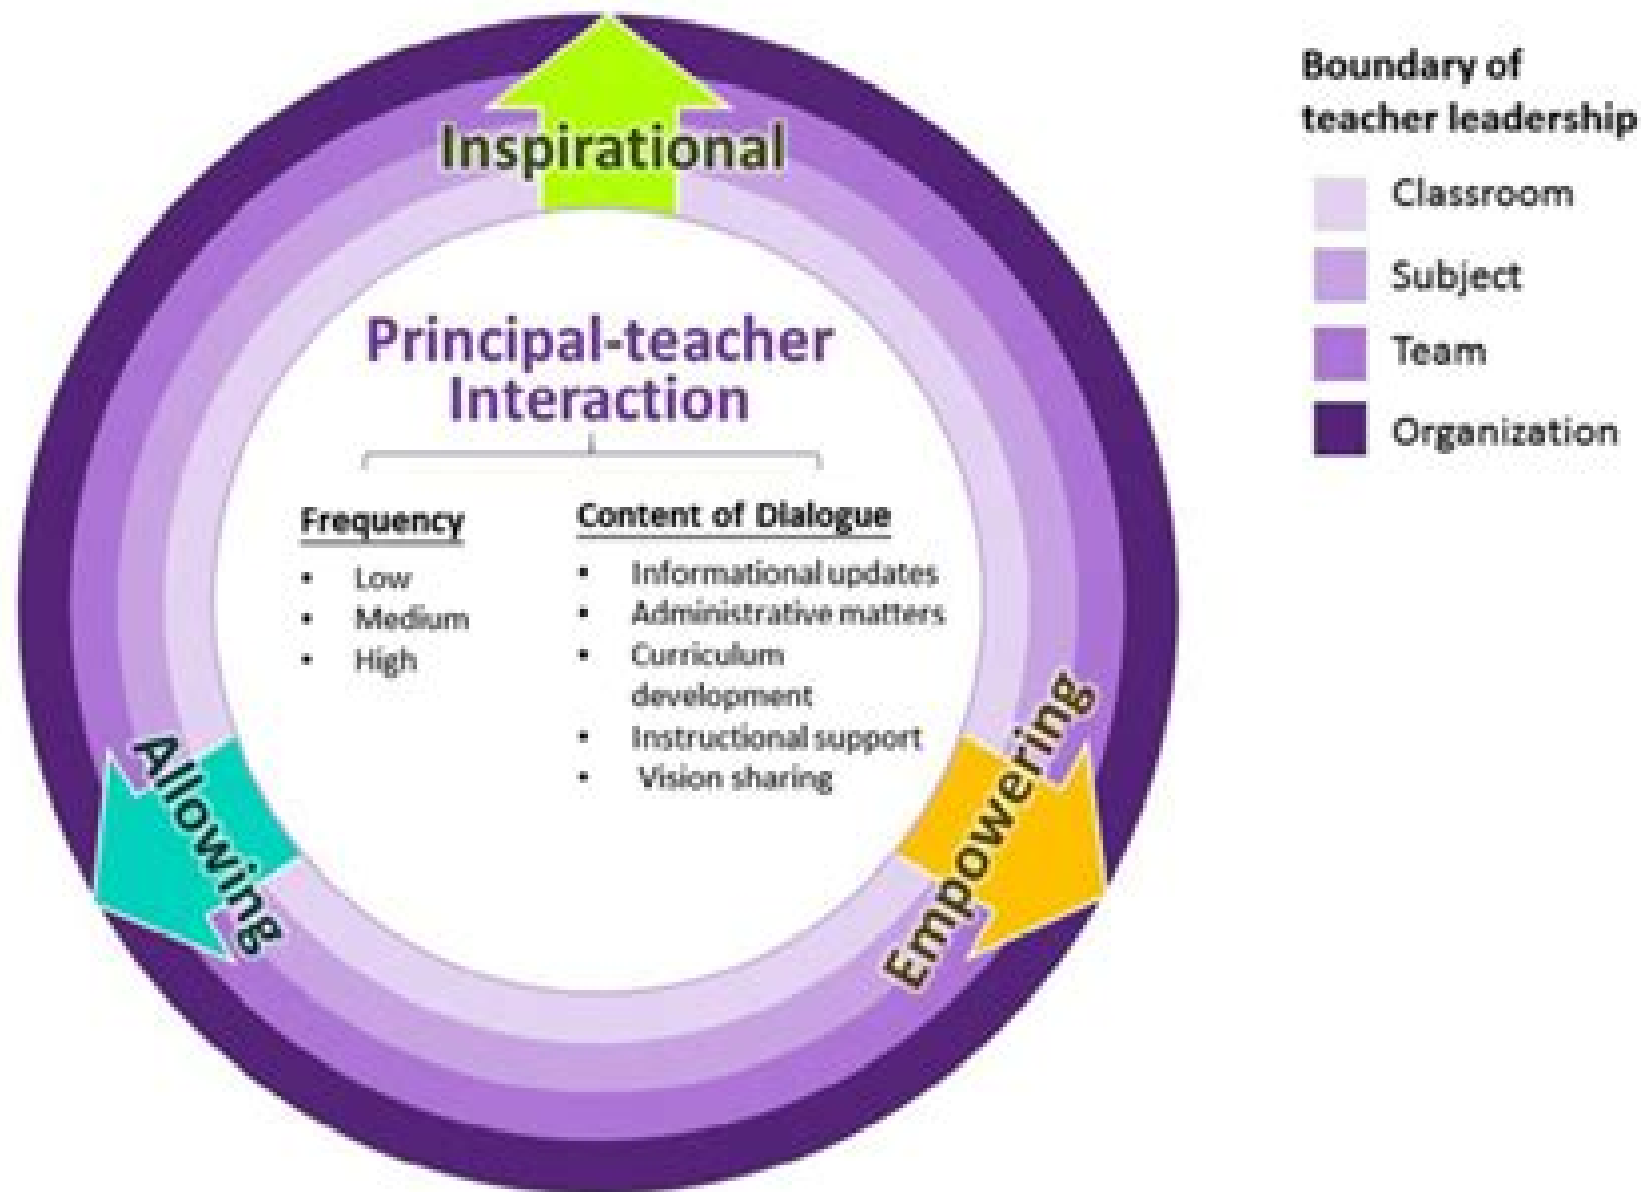 Inspirational
Principal-teacher
Interaction
Frequency
• Low
• Medium
• High
Content of Dialogue
• Informational updates
• Administrative matters
• Curriculum
development
• Instructional support
• Vision sharing
Allowing
Empowering
Boundary of
teacher leadership
Classroom
Subject
Team
Organization